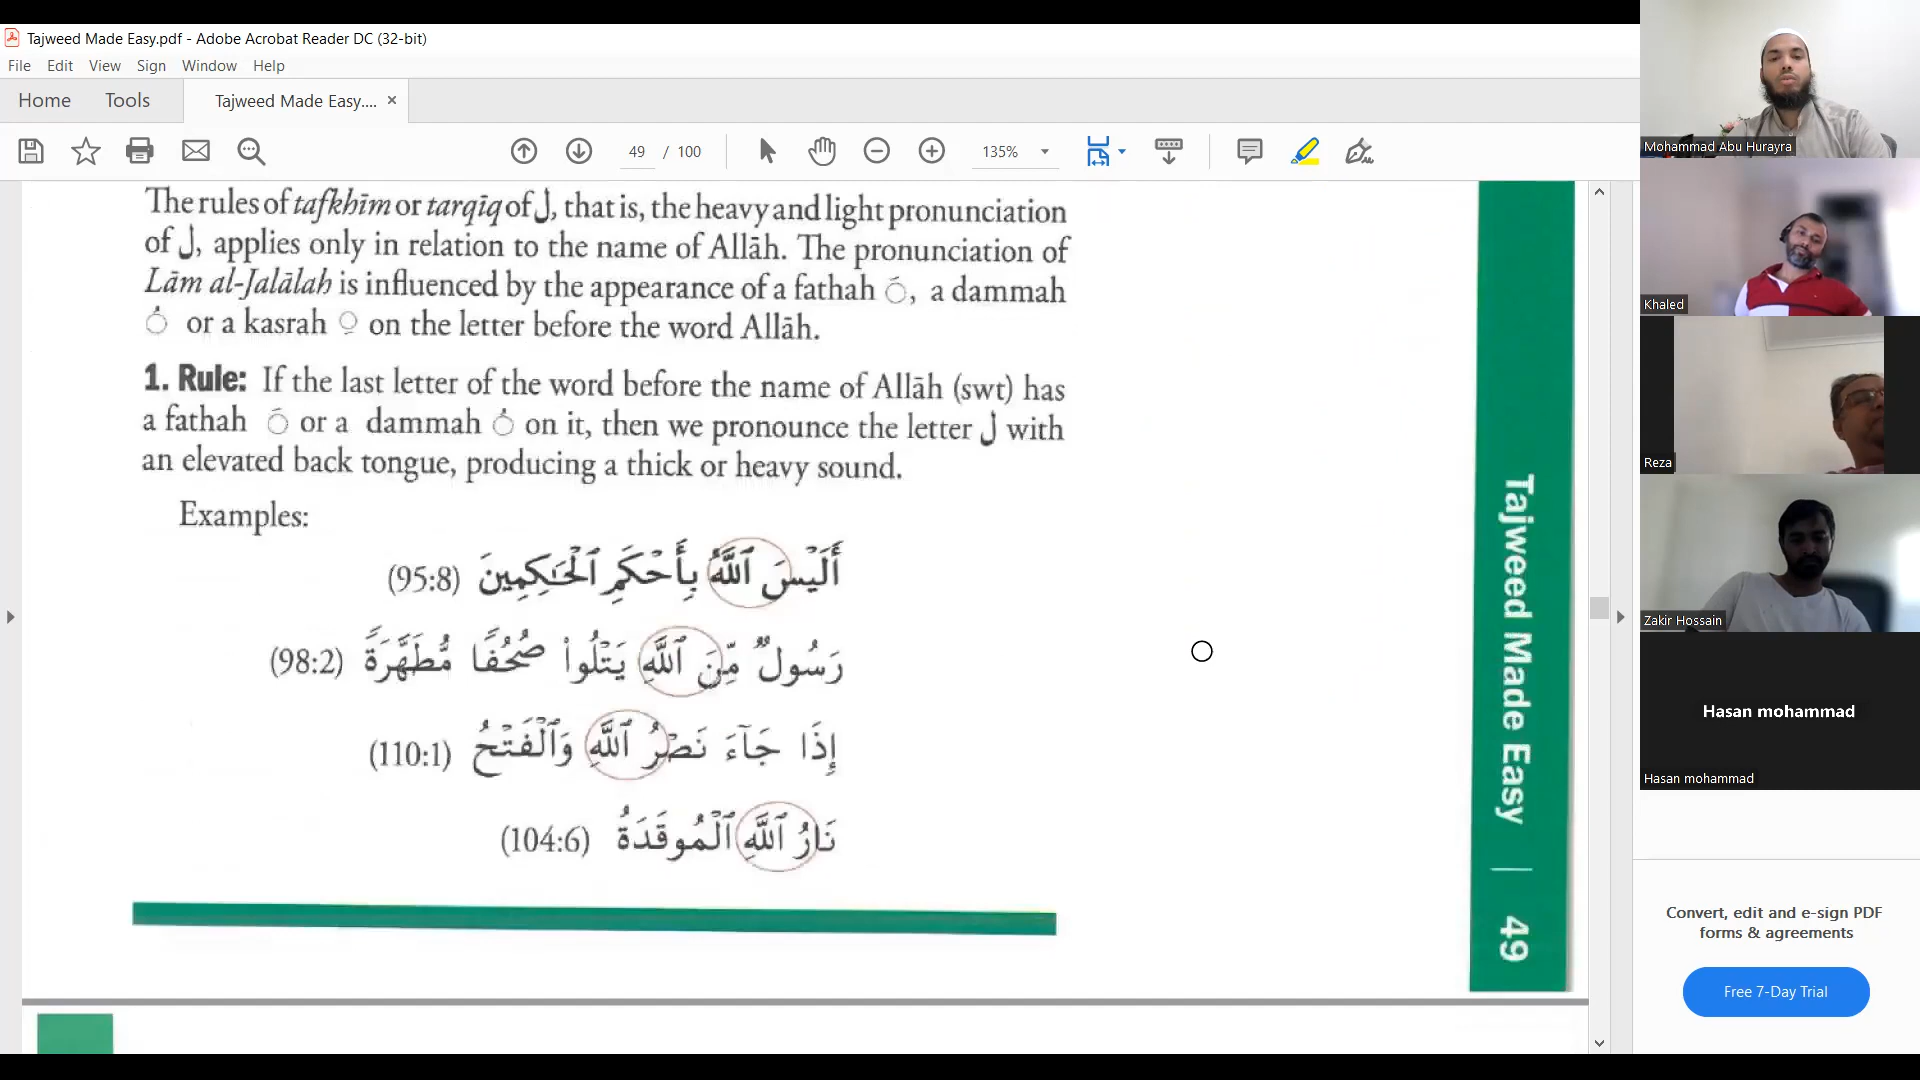 Tajweed Made Easy.pdf - Adobe Acrobat Reader DC (32-bit)
File Edit View Sign Window Help
Home Tools Tajweed Made Easy.... ×
49 / 100 135%
The rules of tafkhīm or tarqīq of ل, that is, the heavy and light pronunciation
of ل, applies only in relation to the name of Allāh. The pronunciation of
Lām al-Jalālah is influenced by the appearance of a fathah ◌َ, a dammah
◌ُ or a kasrah ◌ِ on the letter before the word Allāh.
1. Rule: If the last letter of the word before the name of Allāh (swt) has
a fathah ◌َ or a dammah ◌ُ on it, then we pronounce the letter ل with
an elevated back tongue, producing a thick or heavy sound.
Examples:
أَلَيْسَ ٱللَّهُ بِأَحْكَمِ ٱلْحَٰكِمِينَ (95:8)
رَسُولٌ مِّنَ ٱللَّهِ يَتْلُوا۟ صُحُفًا مُّطَهَّرَةً (98:2)
إِذَا جَآءَ نَصْرُ ٱللَّهِ وَٱلْفَتْحُ (110:1)
نَارُ ٱللَّهِ ٱلْمُوقَدَةُ (104:6)
Tajweed Made Easy | 49
Mohammad Abu Hurayra
Khaled
Reza
Zakir Hossain
Hasan mohammad
Hasan mohammad
Convert, edit and e-sign PDF
forms & agreements
Free 7-Day Trial